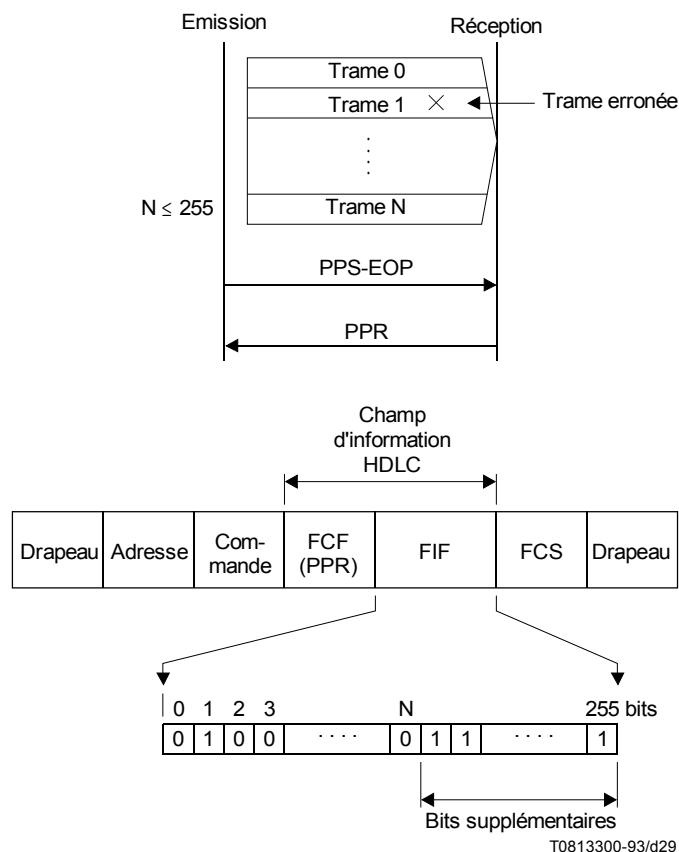 Emission
Réception
Trame 0
Trame 1
Trame erronée
N ≤ 255
Trame N
PPS-EOP
PPR
Champ
d'information
HDLC
Drapeau Adresse Com-
mande FCF
(PPR) FIF FCS Drapeau
0 1 2 3 N 255 bits
0 1 0 0 . . . . 0 1 1 . . . . 1
Bits supplémentaires
T0813300-93/d29